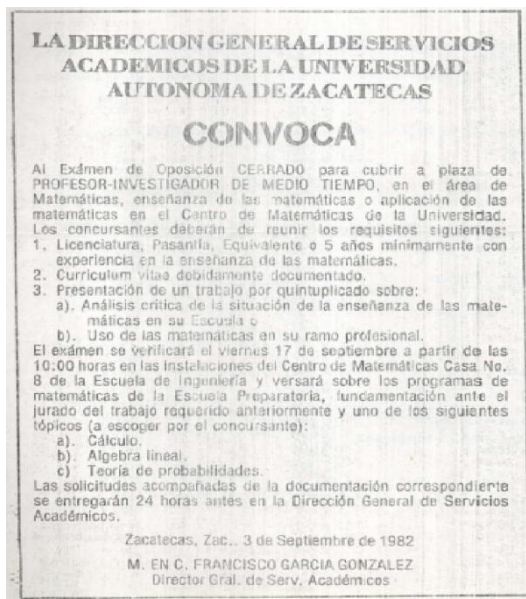 LA DIRECCION GENERAL DE SERVICIOS
ACADEMICOS DE LA UNIVERSIDAD
AUTONOMA DE ZACATECAS
CONVOCA
Al Exámen de Oposición CERRADO para cubrir a plaza de
PROFESOR-INVESTIGADOR DE MEDIO TIEMPO, en el área de
Matemáticas, enseñanza de las matemáticas o aplicación de las
matemáticas en el Centro de Matemáticas de la Universidad.
Los concursantes deberán de reunir los requisitos siguientes:
1. Licenciatura, Pasantía, Equivalente o 5 años mínimamente con
experiencia en la enseñanza de las matemáticas.
2. Curriculum vitae debidamente documentado.
3. Presentación de un trabajo por quintuplicado sobre:
a). Análisis crítica de la situación de la enseñanza de las mate-
máticas en su Escuela o
b). Uso de las matemáticas en su ramo profesional.
El exámen se verificará el viernes 17 de septiembre a partir de las
10:00 horas en las instalaciones del Centro de Matemáticas Casa No.
8 de la Escuela de Ingeniería y versará sobre los programas de
matemáticas de la Escuela Preparatoria, fundamentación ante el
jurado del trabajo requerido anteriormente y uno de los siguientes
tópicos (a escoger por el concursante):
a). Cálculo.
b). Algebra lineal.
c) Teoría de probabilidades.
Las solicitudes acompañadas de la documentación correspondiente
se entregarán 24 horas antes en la Dirección General de Servicios
Académicos.
Zacatecas, Zac., 3 de Septiembre de 1982
M. EN C. FRANCISCO GARCIA GONZALEZ
Director Gral. de Serv. Académicos